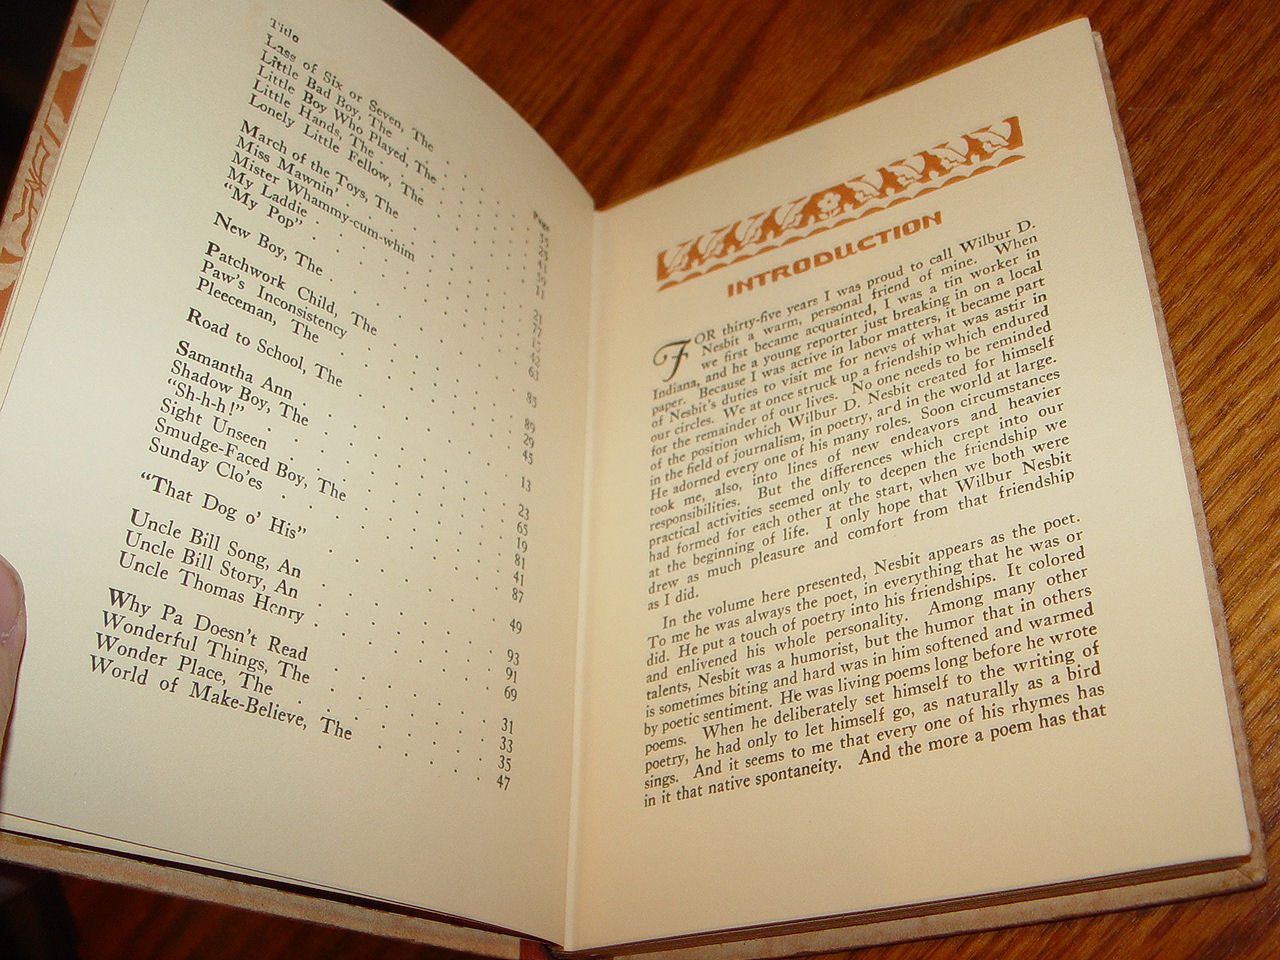 Title Page
Lass of Six or Seven, The
Little Bad Boy, The
Little Boy Who Played, The
Little Hands, The
Lonely Little Fellow, The
March of the Toys, The
Miss Mawnin'
Mister Whammy-cum-whim
My Laddie
“My Pop” 63
New Boy, The 85
Patchwork Child, The 89
Paw's Inconsistency 29
Pleeceman, The 45
Road to School, The 13
Samantha Ann 23
Shadow Boy, The 65
“Sh-h-h!” 19
Sight Unseen 81
Smudge-Faced Boy, The 41
Sunday Clo'es 87
“That Dog o' His” 49
Uncle Bill Song, An 93
Uncle Bill Story, An 91
Uncle Thomas Henry 69
Why Pa Doesn't Read 31
Wonderful Things, The 33
Wonder Place, The 35
World of Make-Believe, The 47
INTRODUCTION
FOR thirty-five years I was proud to call Wilbur D.
Nesbit a warm, personal friend of mine. When
we first became acquainted, I was a tin worker in
Indiana, and he a young reporter just breaking in on a local
paper. Because I was active in labor matters, it became part
of Nesbit's duties to visit me for news of what was astir in
our circles. We at once struck up a friendship which endured
for the remainder of our lives. No one needs to be reminded
of the position which Wilbur D. Nesbit created for himself
in the field of journalism, in poetry, and in the world at large.
He adorned every one of his many roles. Soon circumstances
took me, also, into lines of new endeavors and heavier
responsibilities. But the differences which crept into our
practical activities seemed only to deepen the friendship we
had formed for each other at the start, when we both were
at the beginning of life. I only hope that Wilbur Nesbit
drew as much pleasure and comfort from that friendship
as I did.
In the volume here presented, Nesbit appears as the poet.
To me he was always the poet, in everything that he was or
did. He put a touch of poetry into his friendships. It colored
and enlivened his whole personality. Among many other
talents, Nesbit was a humorist, but the humor that in others
is sometimes biting and hard was in him softened and warmed
by poetic sentiment. He was living poems long before he wrote
poems. When he deliberately set himself to the writing of
poetry, he had only to let himself go, as naturally as a bird
sings. And it seems to me that every one of his rhymes has
in it that native spontaneity. And the more a poem has that